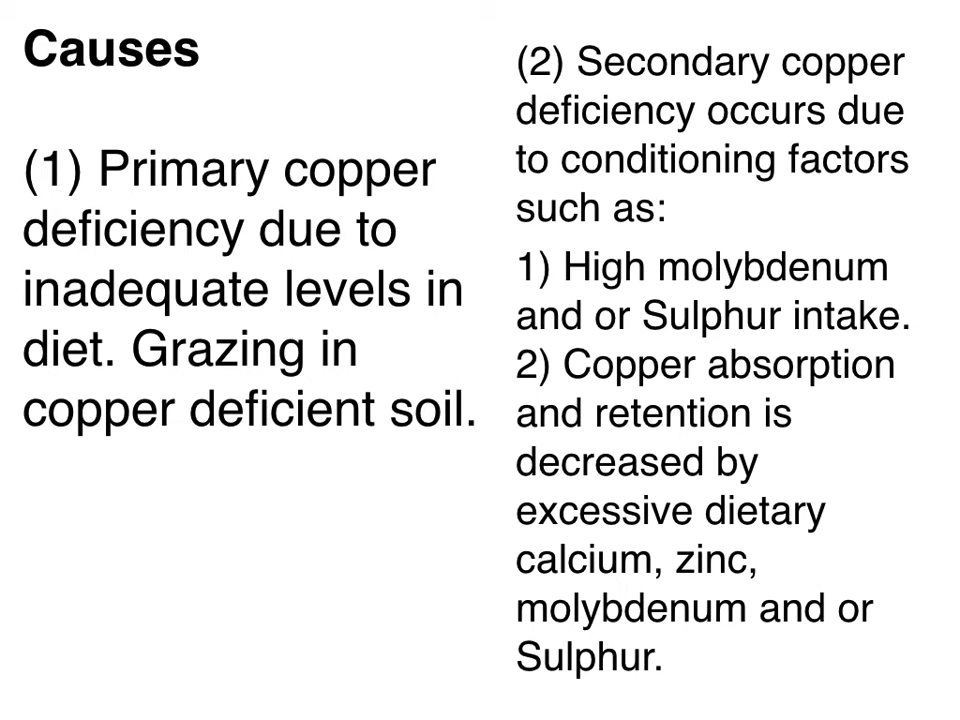 Causes
(1) Primary copper
deficiency due to
inadequate levels in
diet. Grazing in
copper deficient soil.
(2) Secondary copper
deficiency occurs due
to conditioning factors
such as:
1) High molybdenum
and or Sulphur intake.
2) Copper absorption
and retention is
decreased by
excessive dietary
calcium, zinc,
molybdenum and or
Sulphur.